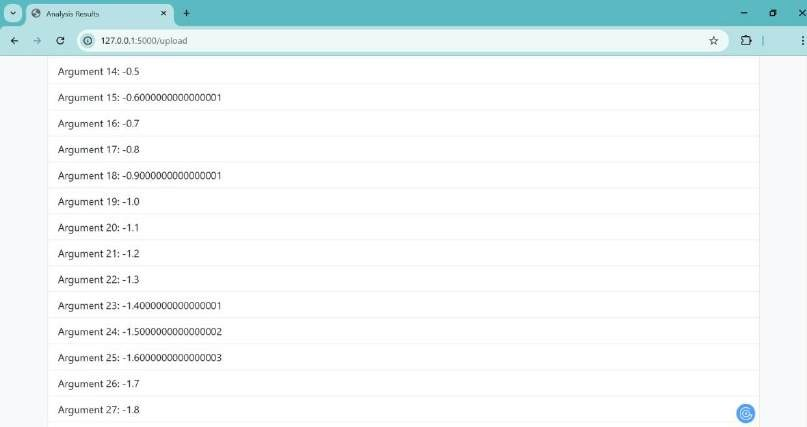 Analysis Results
127.0.0.1:5000/upload
Argument 14: -0.5
Argument 15: -0.6000000000000001
Argument 16: -0.7
Argument 17: -0.8
Argument 18: -0.9000000000000001
Argument 19: -1.0
Argument 20: -1.1
Argument 21: -1.2
Argument 22: -1.3
Argument 23: -1.4000000000000001
Argument 24: -1.5000000000000002
Argument 25: -1.6000000000000003
Argument 26: -1.7
Argument 27: -1.8